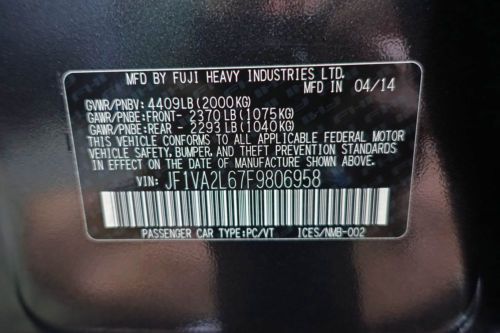 MFD BY FUJI HEAVY INDUSTRIES LTD.
MFD IN 04/14
GVWR/PNBV: 4409LB(2000KG)
GAWR/PNBE:FRONT- 2370LB(1075KG)
GAWR/PNBE:REAR - 2293LB(1040KG)
THIS VEHICLE CONFORMS TO ALL APPLICABLE FEDERAL MOTOR
VEHICLE SAFETY, BUMPER, AND THEFT PREVENTION STANDARDS
IN EFFECT ON THE DATE OF MANUFACTURE SHOWN ABOVE.
VIN: JF1VA2L67F9806958
PASSENGER CAR TYPE:PC/VT ICES/NMB-002